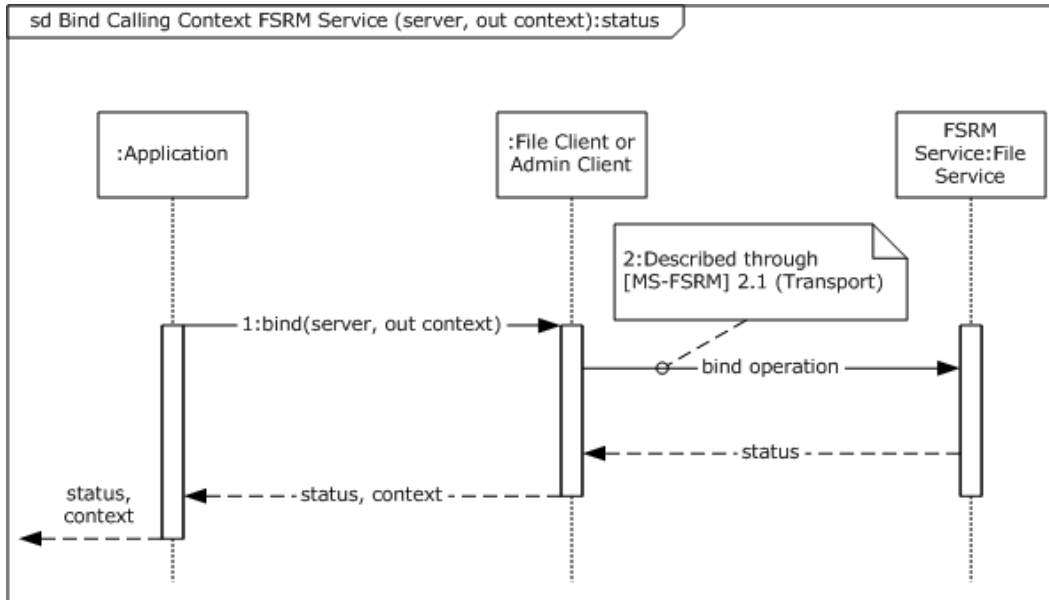 sd Bind Calling Context FSRM Service (server, out context):status
:Application
:File Client or
Admin Client
FSRM
Service:File
Service
2:Described through
[MS-FSRM] 2.1 (Transport)
1:bind(server, out context)
bind operation
status
status, context
status,
context